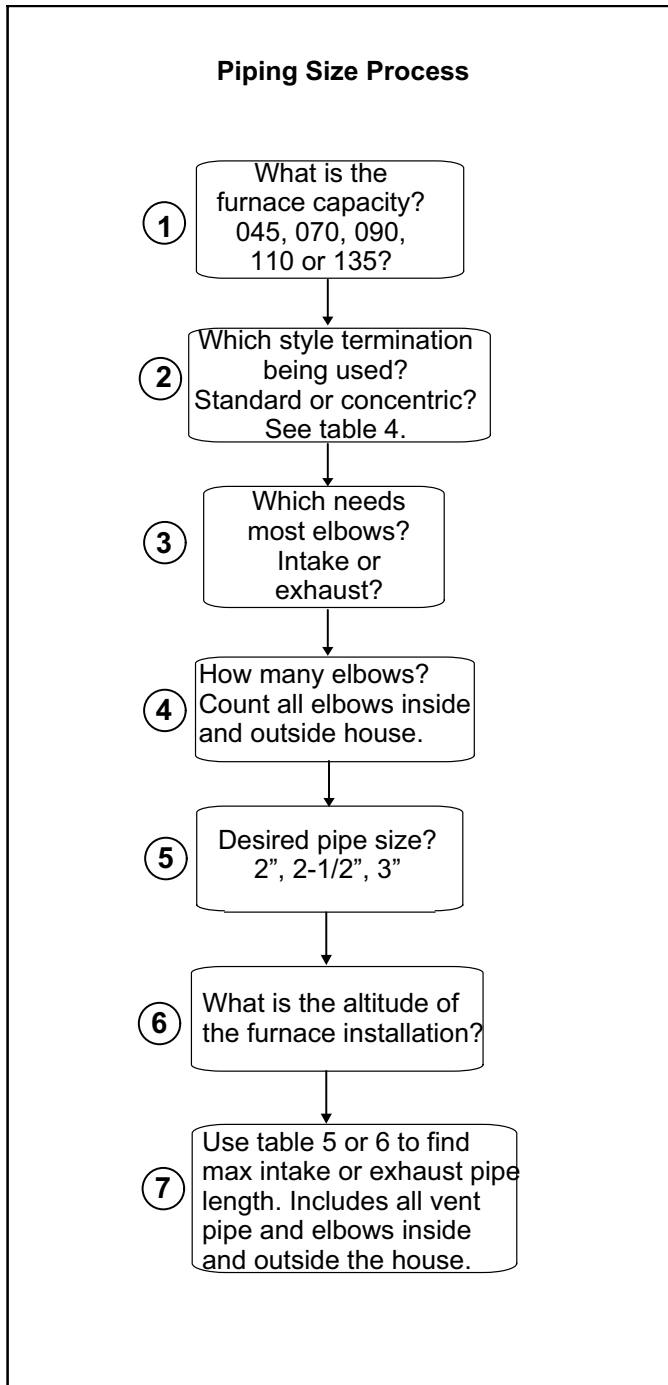 Piping Size Process
1
What is the
furnace capacity?
045, 070, 090,
110 or 135?
2
Which style termination
being used?
Standard or concentric?
See table 4.
3
Which needs
most elbows?
Intake or
exhaust?
4
How many elbows?
Count all elbows inside
and outside house.
5
Desired pipe size?
2”, 2-1/2”, 3”
6
What is the altitude of
the furnace installation?
7
Use table 5 or 6 to find
max intake or exhaust pipe
length. Includes all vent
pipe and elbows inside
and outside the house.